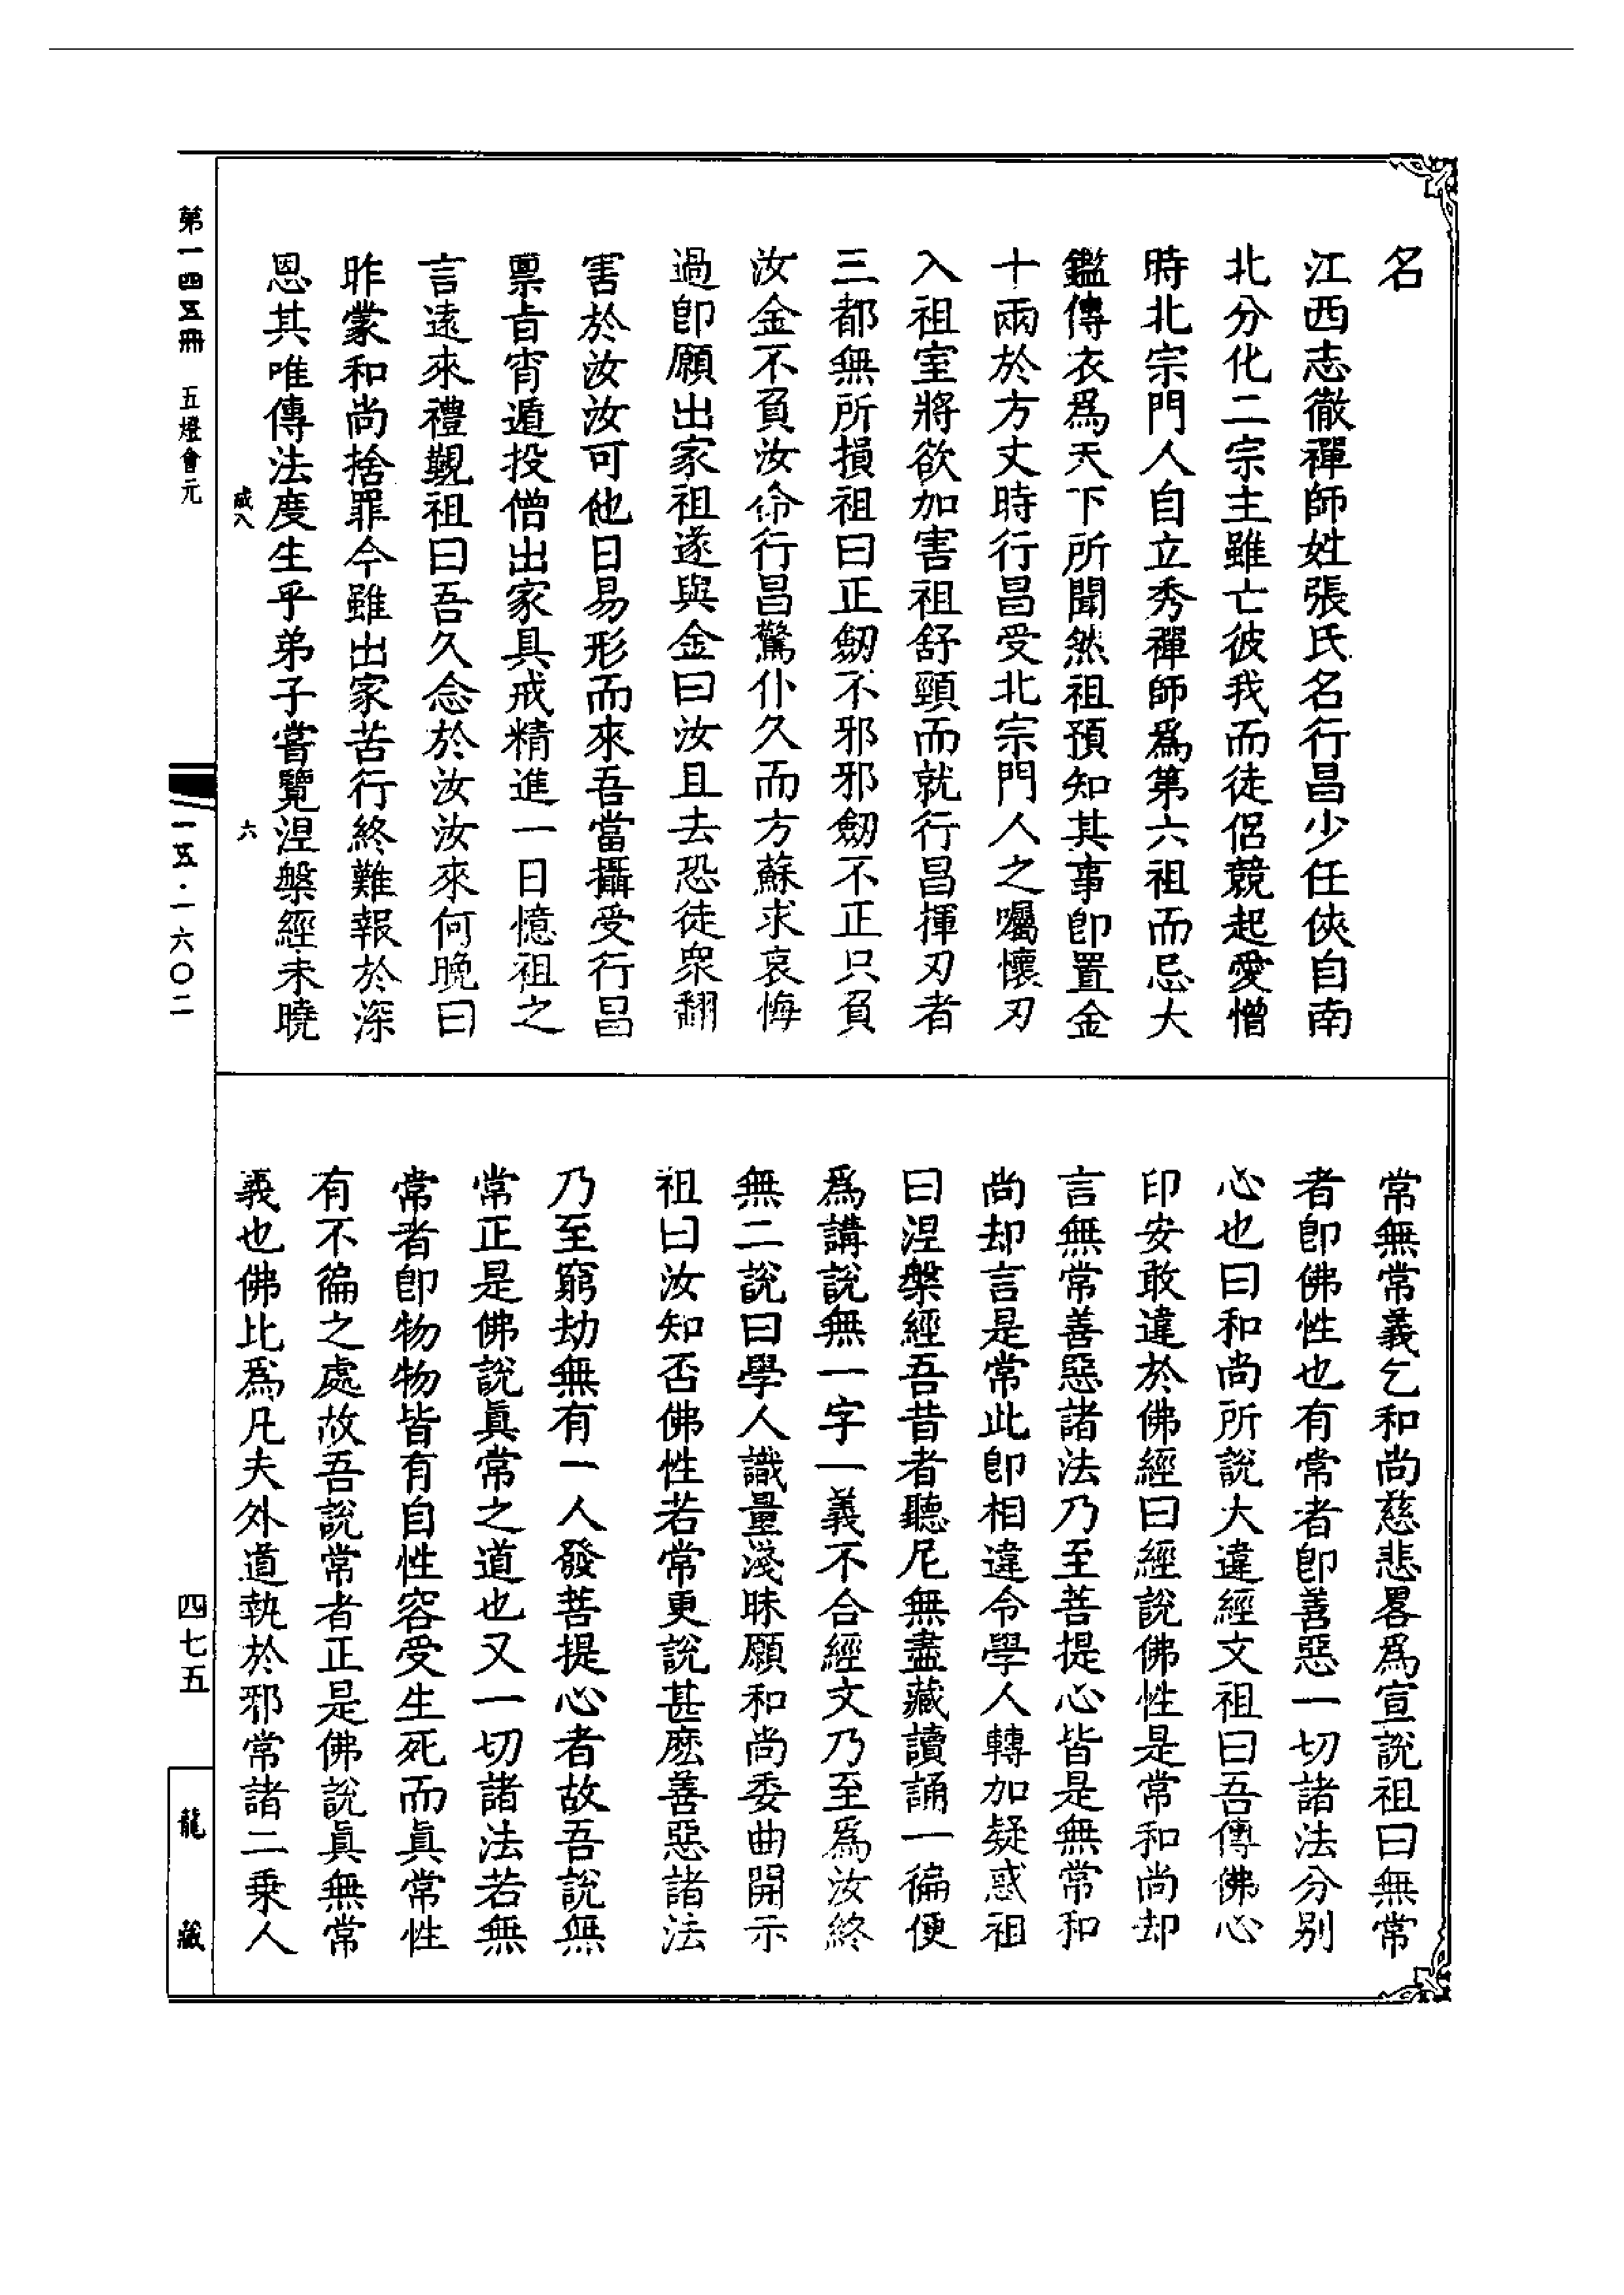 名
江西志徹禪師姓張氏名行昌少任俠自南
北分化二宗主雖亡彼我而徒侶競起愛憎
時北宗門人自立秀禪師爲第六祖而忌大
鑑傳衣爲天下所聞然祖預知其事卽置金
十兩於方丈時行昌受北宗門人之囑懷刃
入祖室將欲加害祖舒頸而就行昌揮刃者
三都無所損祖曰正劒不邪邪劒不正只負
汝金不負汝命行昌驚仆久而方蘇求哀悔
過卽願出家祖遂與金曰汝且去恐徒衆翻
害於汝汝可他日易形而來吾當攝受行昌
禀旨宵遁投僧出家具戒精進一日憶祖之
言遠來禮覲祖曰吾久念於汝汝來何晚曰
昨蒙和尚捨罪今雖出家苦行終難報於深
恩其唯傳法度生乎弟子嘗覽涅槃經未曉
常無常義乞和尚慈悲畧爲宣說祖曰無常
者卽佛性也有常者卽善惡一切諸法分別
心也曰和尚所說大違經文祖曰吾傳佛心
印安敢違於佛經曰經說佛性是常和尚却
言無常善惡諸法乃至菩提心皆是無常和
尚却言是常此卽相違令學人轉加疑惑祖
曰涅槃經吾昔者聽尼無盡藏讀誦一徧便
爲講說無一字一義不合經文乃至爲汝終
無二說曰學人識量淺昧願和尚委曲開示
祖曰汝知否佛性若常更說甚麽善惡諸法
乃至窮劫無有一人發菩提心者故吾說無
常正是佛說眞常之道也又一切諸法若無
常者卽物物皆有自性容受生死而眞常性
有不徧之處故吾說常者正是佛說眞無常
義也佛比爲凡夫外道執於邪常諸二乘人
咸八
六
第一四五冊 五燈會元
一五·一六〇二
四七五
龍藏